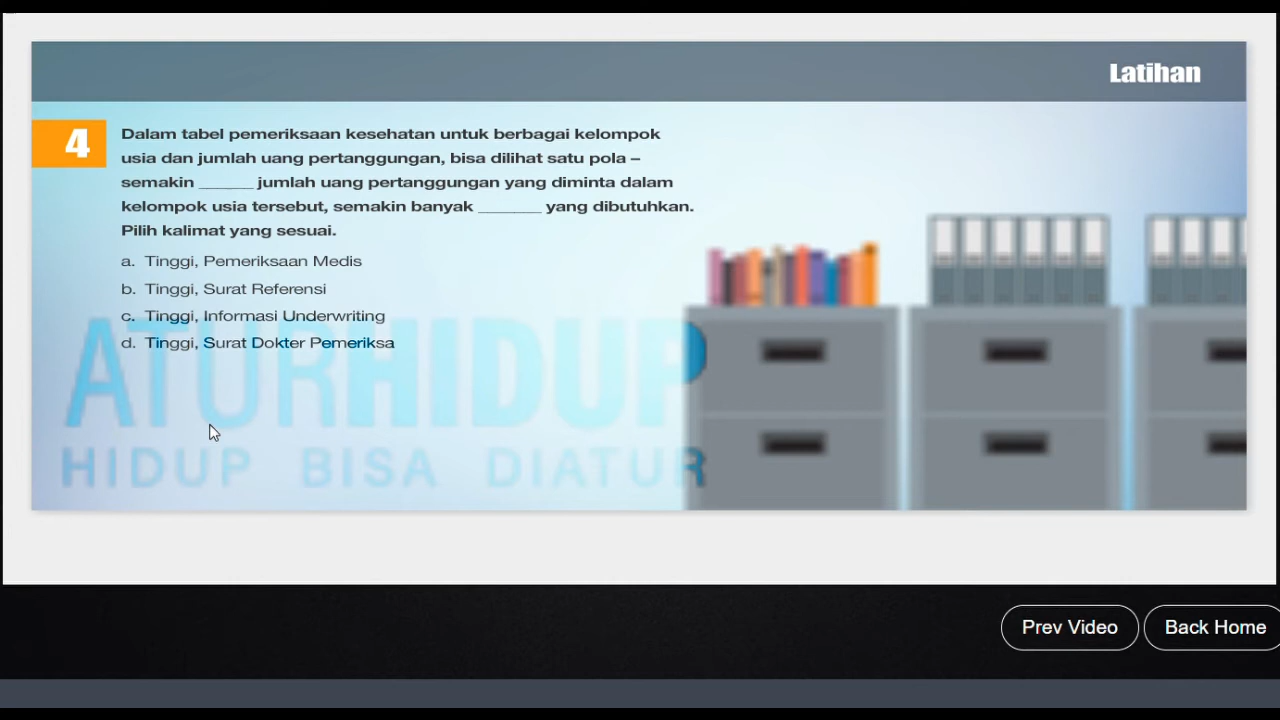 Latihan
4
Dalam tabel pemeriksaan kesehatan untuk berbagai kelompok
usia dan jumlah uang pertanggungan, bisa dilihat satu pola –
semakin ______ jumlah uang pertanggungan yang diminta dalam
kelompok usia tersebut, semakin banyak _______ yang dibutuhkan.
Pilih kalimat yang sesuai.
a. Tinggi, Pemeriksaan Medis
b. Tinggi, Surat Referensi
c. Tinggi, Informasi Underwriting
d. Tinggi, Surat Dokter Pemeriksa
ATURHIDUP
HIDUP BISA DIATUR
Prev Video
Back Home